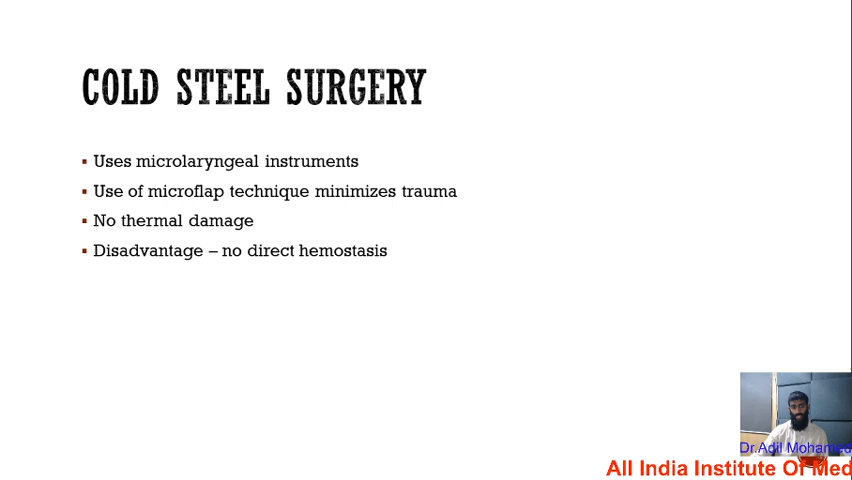 COLD STEEL SURGERY
▪ Uses microlaryngeal instruments
▪ Use of microflap technique minimizes trauma
▪ No thermal damage
▪ Disadvantage – no direct hemostasis
Dr.Adil Mohamed
All India Institute Of Med